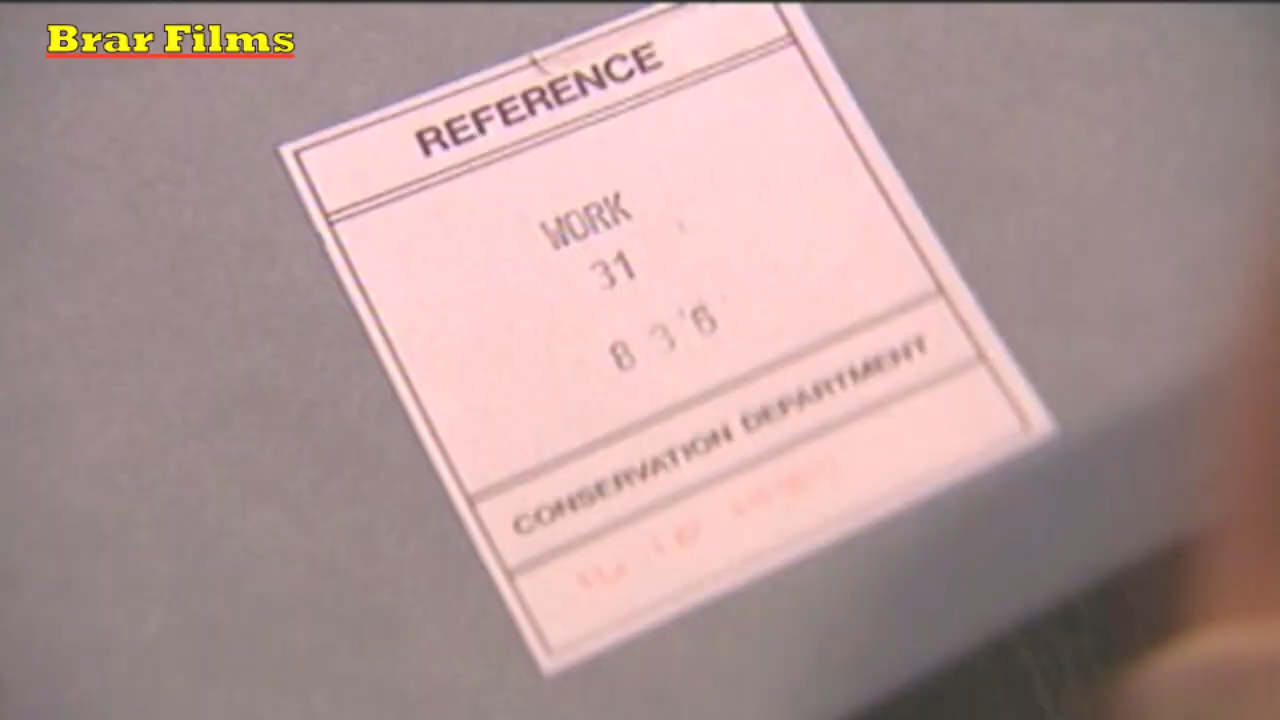 Brar Films
REFERENCE
WORK
31
8 3 '6
CONSERVATION DEPARTMENT